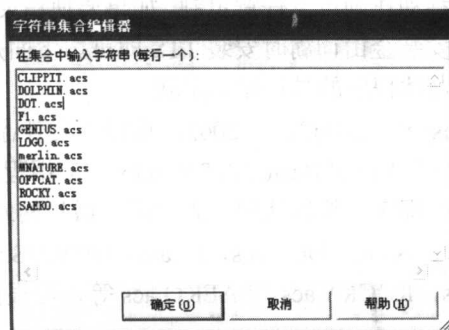 字符串集合编辑器
在集合中输入字符串(每行一个):
CLIPPIT.acs
DOLPHIN.acs
DOT.acs
F1.acs
GENIUS.acs
LOGO.acs
merlin.acs
MNATURE.acs
OFFCAT.acs
ROCKY.acs
SAEKO.acs
确定(O) 取消 帮助(H)